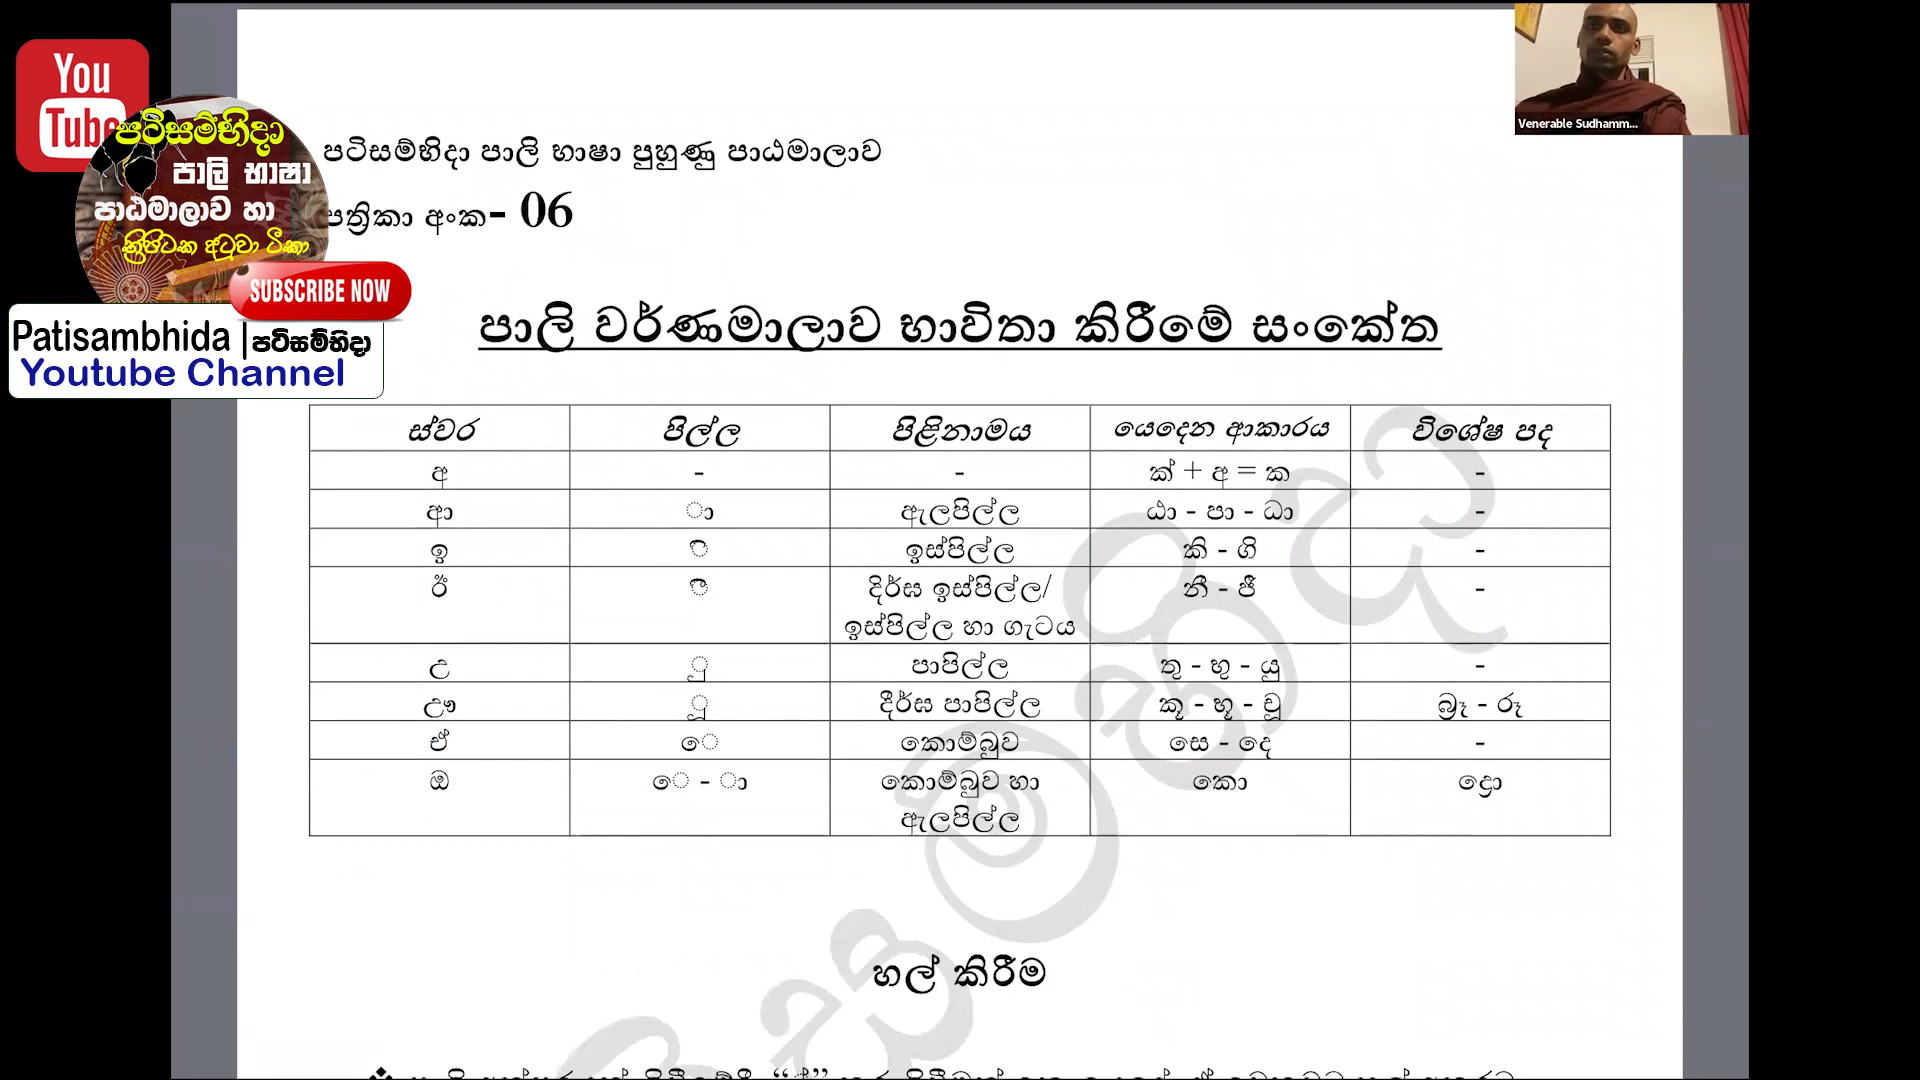 You
Tube
පටිසම්භිදා
පාලි භාෂා
පාඨමාලාව හා
ත්‍රිපිටක අටුවා ටීකා
SUBSCRIBE NOW
Patisambhida | පටිසම්භිදා
Youtube Channel
Venerable Sudhamm...
පටිසම්භිදා පාලි භාෂා පුහුණු පාඨමාලාව
පත්‍රිකා අංක- 06
පාලි වර්ණමාලාව භාවිතා කිරීමේ සංකේත
ස්වර පිල්ල පිළිනාමය යෙදෙන ආකාරය විශේෂ පද
අ - - ක් + අ = ක -
ආ ා ඇලපිල්ල ඨා - පා - ධා -
ඉ ි ඉස්පිල්ල කි - ගි -
ඊ ී දිර්ඝ ඉස්පිල්ල/ නී - ජී -
ඉස්පිල්ල හා ගැටය
උ ු පාපිල්ල තු - භු - යු -
ඌ ූ දීර්ඝ පාපිල්ල කූ - භූ - චූ බ්‍රෑ - රූ
ඒ ෙ කොම්බුව සෙ - දෙ -
ඔ ෙ - ා කොම්බුව හා කො ද්‍රො
ඇලපිල්ල
හල් කිරීම